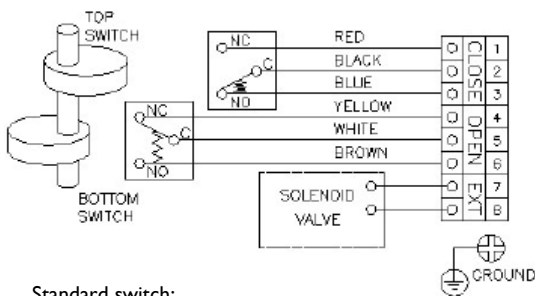 TOP
SWITCH
NC
C
NO
RED
BLACK
BLUE
YELLOW
WHITE
BROWN
NC
C
NO
CLOSE OPEN EXT
1
2
3
4
5
6
7
8
SOLENOID
VALVE
BOTTOM
SWITCH
GROUND
Standard switch: